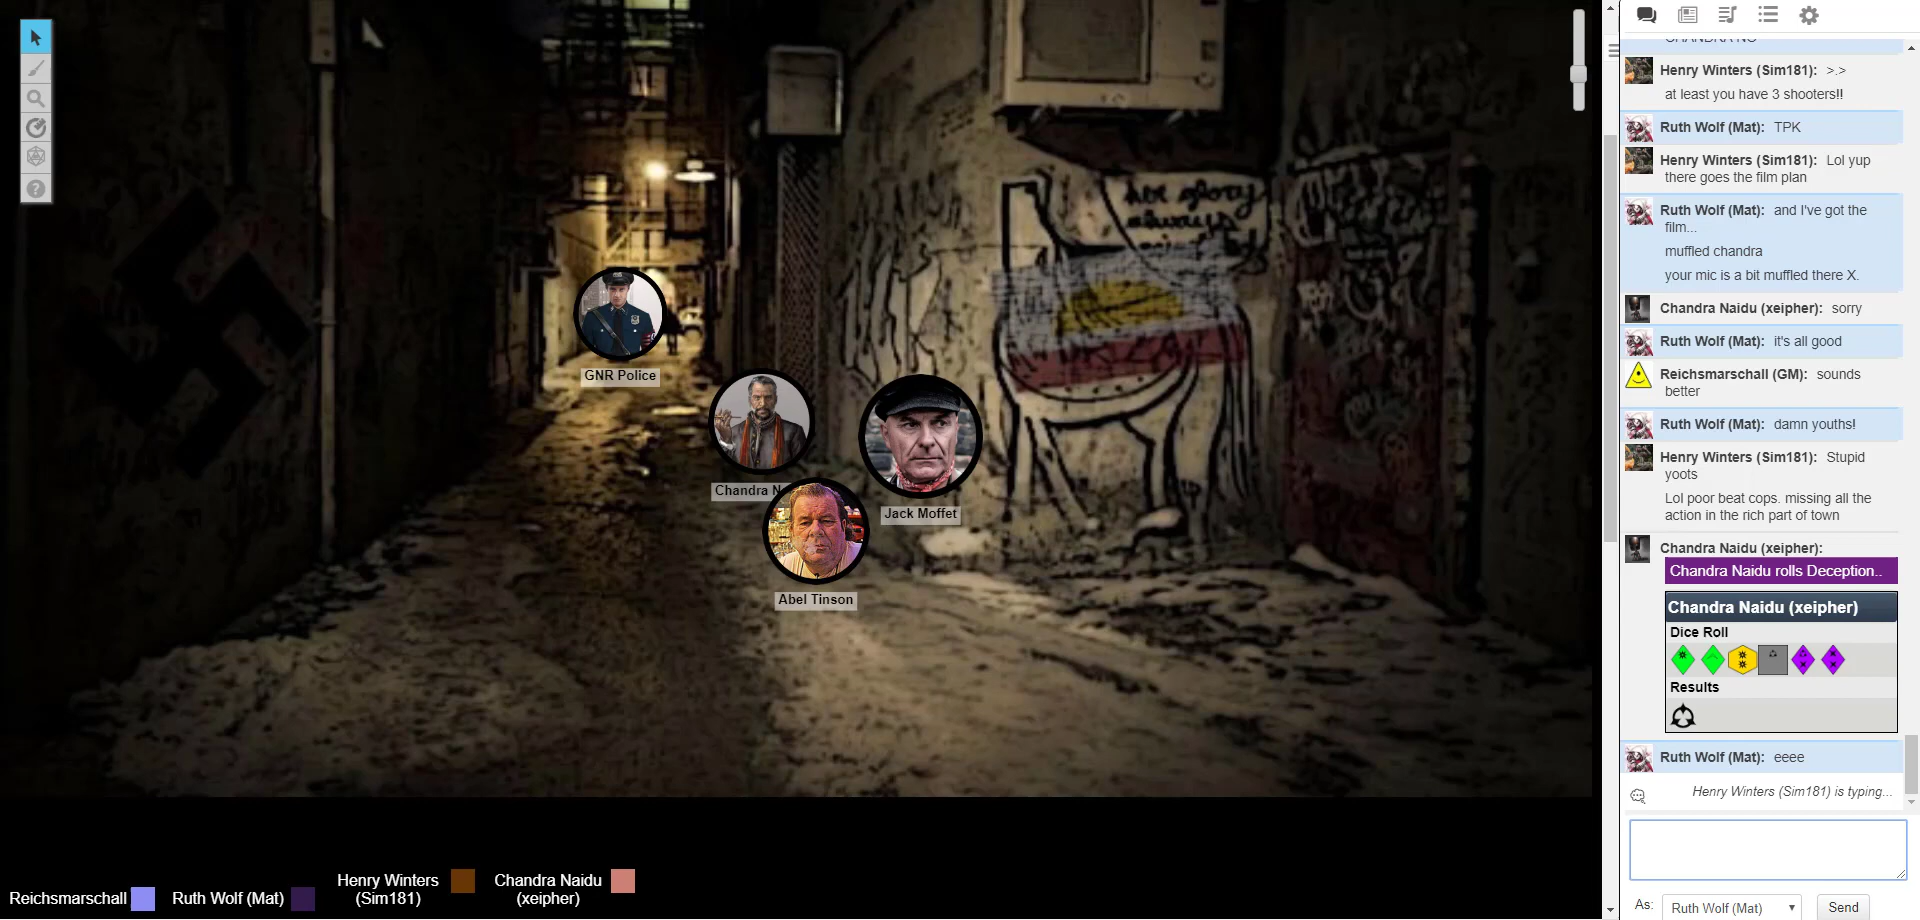 GNR Police
Chandra N
Jack Moffet
Abel Tinson
Reichsmarschall
Ruth Wolf (Mat)
Henry Winters
(Sim181)
Chandra Naidu
(xeipher)
Henry Winters (Sim181): >.>
at least you have 3 shooters!!
Ruth Wolf (Mat): TPK
Henry Winters (Sim181): Lol yup
there goes the film plan
Ruth Wolf (Mat): and I've got the
film...
muffled chandra
your mic is a bit muffled there X.
Chandra Naidu (xeipher): sorry
Ruth Wolf (Mat): it's all good
Reichsmarschall (GM): sounds
better
Ruth Wolf (Mat): damn youths!
Henry Winters (Sim181): Stupid
yoots
Lol poor beat cops. missing all the
action in the rich part of town
Chandra Naidu (xeipher):
Chandra Naidu rolls Deception..
Chandra Naidu (xeipher)
Dice Roll
Results
Ruth Wolf (Mat): eeee
Henry Winters (Sim181) is typing...
As: Ruth Wolf (Mat) Send